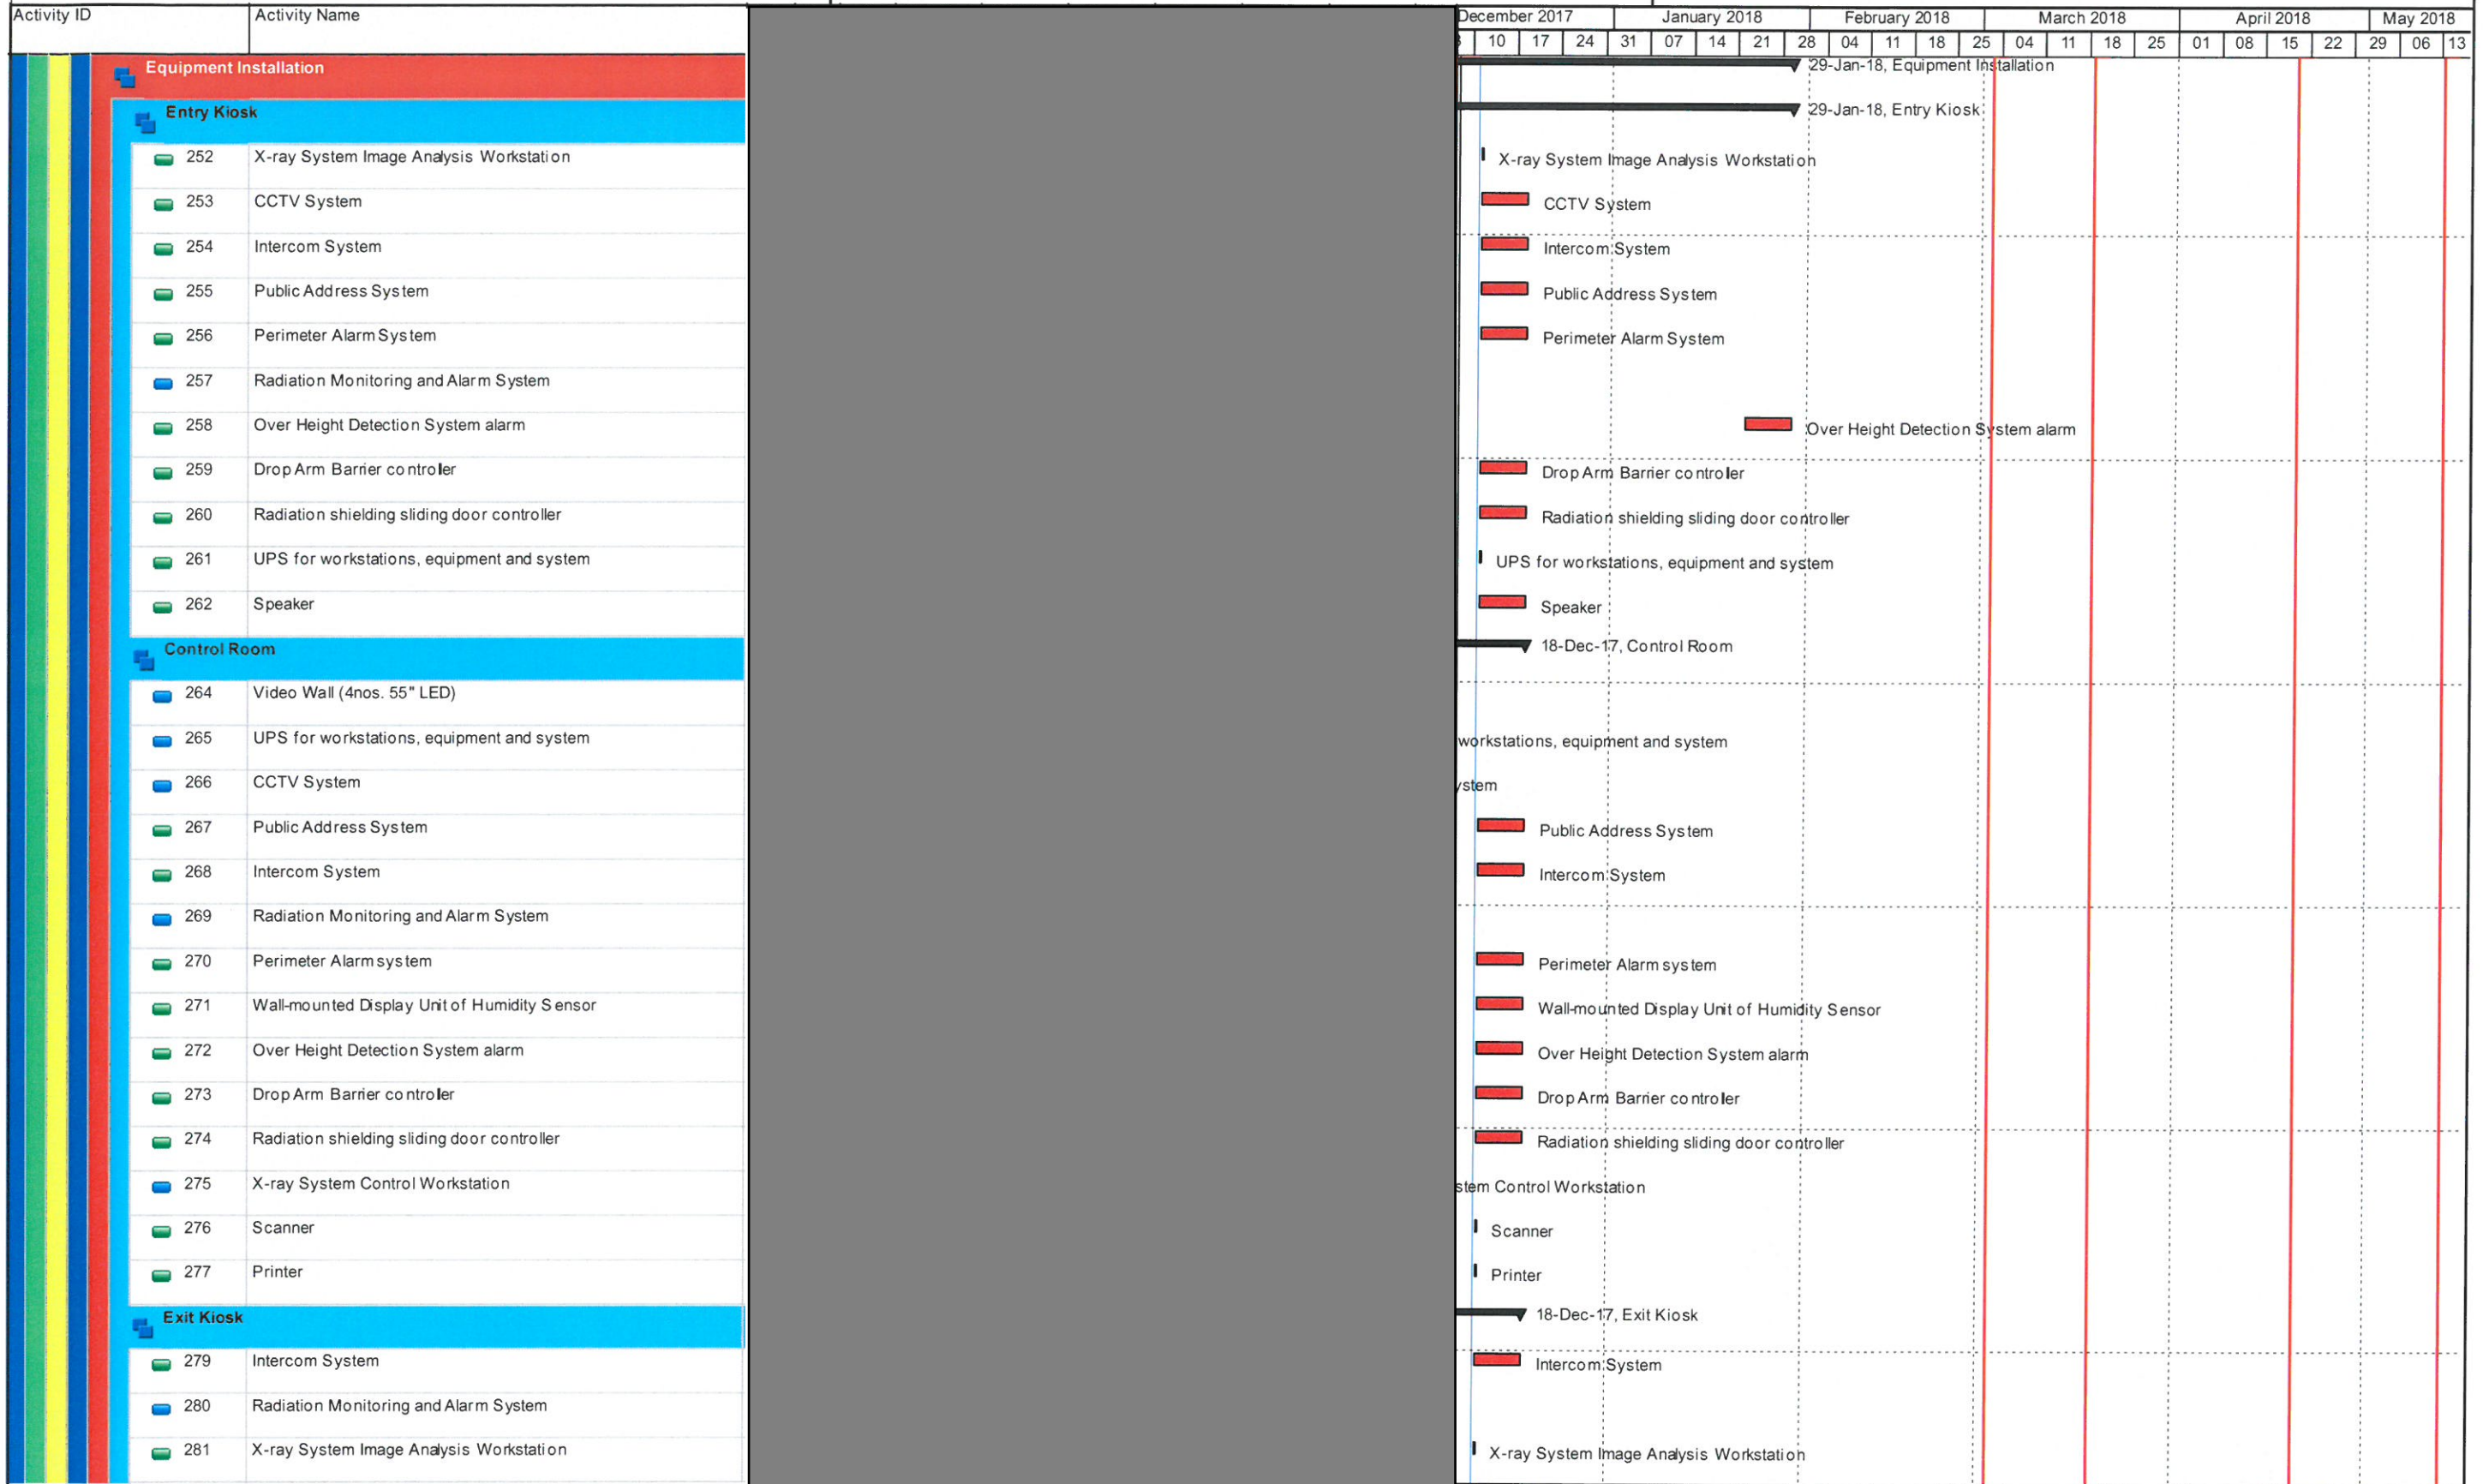 Activity ID Activity Name December 2017 January 2018 February 2018 March 2018 April 2018 May 2018
10 17 24 31 07 14 21 28 04 11 18 25 04 11 18 25 01 08 15 22 29 06 13
Equipment Installation 29-Jan-18, Equipment Installation
Entry Kiosk 29-Jan-18, Entry Kiosk
252 X-ray System Image Analysis Workstation X-ray System Image Analysis Workstation
253 CCTV System CCTV System
254 Intercom System Intercom System
255 Public Address System Public Address System
256 Perimeter Alarm System Perimeter Alarm System
257 Radiation Monitoring and Alarm System
258 Over Height Detection System alarm Over Height Detection System alarm
259 Drop Arm Barrier controller Drop Arm Barrier controller
260 Radiation shielding sliding door controller Radiation shielding sliding door controller
261 UPS for workstations, equipment and system UPS for workstations, equipment and system
262 Speaker Speaker
Control Room 18-Dec-17, Control Room
264 Video Wall (4nos. 55" LED)
265 UPS for workstations, equipment and system workstations, equipment and system
266 CCTV System ystem
267 Public Address System Public Address System
268 Intercom System Intercom System
269 Radiation Monitoring and Alarm System
270 Perimeter Alarm system Perimeter Alarm system
271 Wall-mounted Display Unit of Humidity Sensor Wall-mounted Display Unit of Humidity Sensor
272 Over Height Detection System alarm Over Height Detection System alarm
273 Drop Arm Barrier controller Drop Arm Barrier controller
274 Radiation shielding sliding door controller Radiation shielding sliding door controller
275 X-ray System Control Workstation stem Control Workstation
276 Scanner Scanner
277 Printer Printer
Exit Kiosk 18-Dec-17, Exit Kiosk
279 Intercom System Intercom System
280 Radiation Monitoring and Alarm System
281 X-ray System Image Analysis Workstation X-ray System Image Analysis Workstation